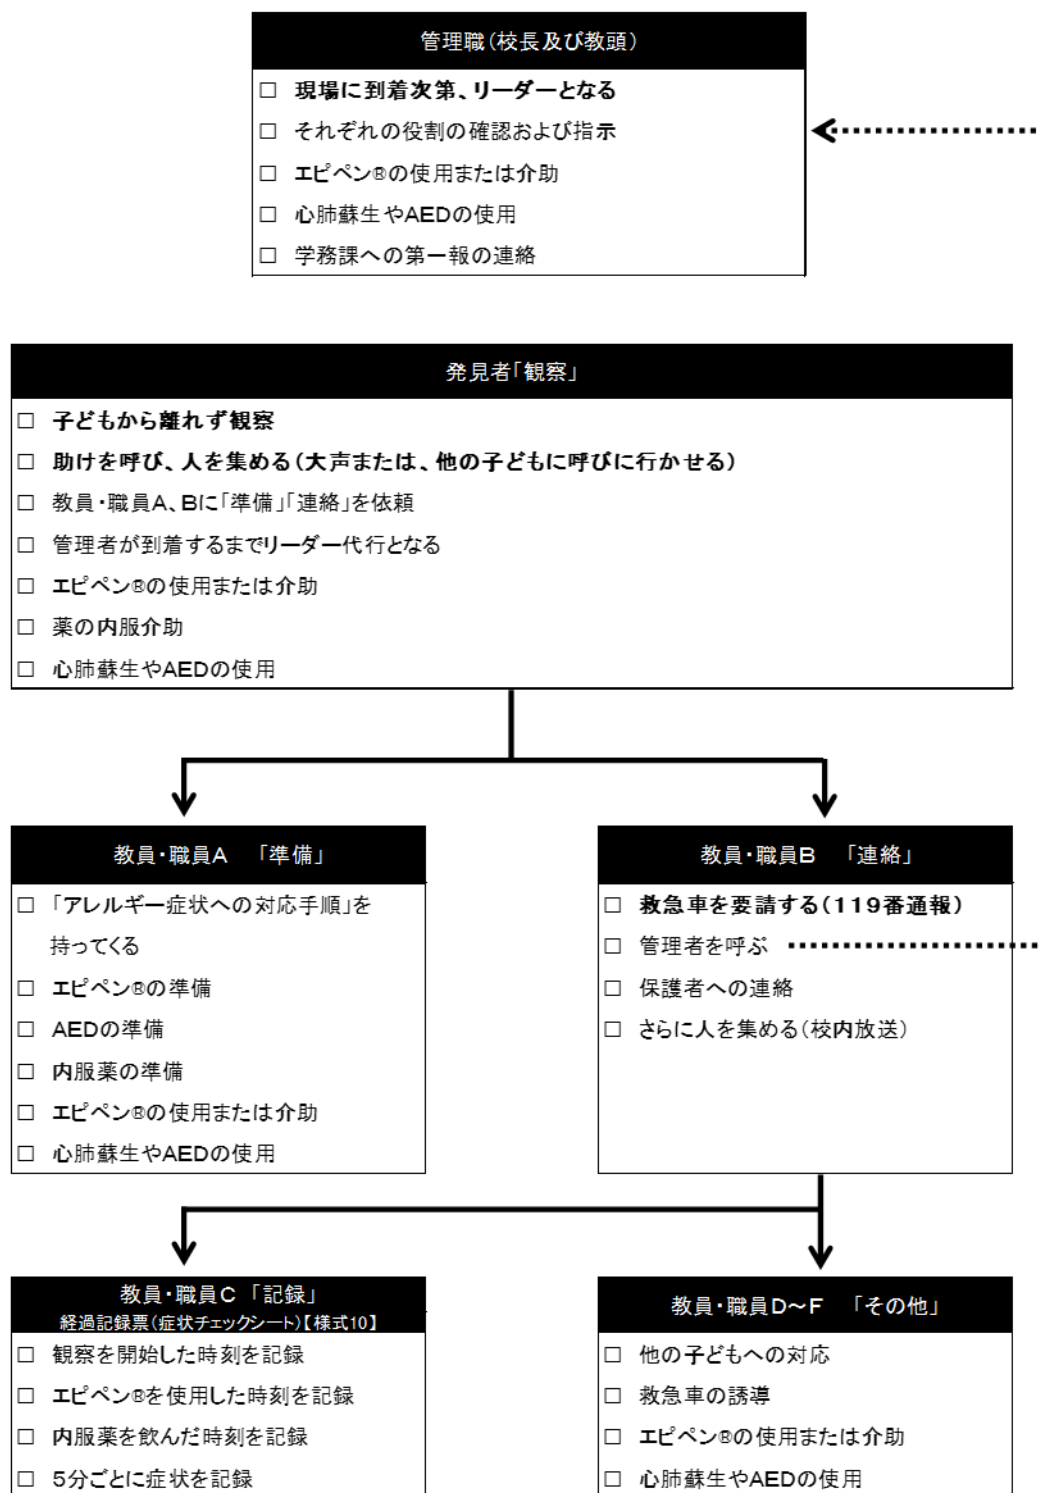 管理職(校長及び教頭)
□ 現場に到着次第、リーダーとなる
□ それぞれの役割の確認および指示
□ エピペン®の使用または介助
□ 心肺蘇生やAEDの使用
□ 学務課への第一報の連絡
発見者「観察」
□ 子どもから離れず観察
□ 助けを呼び、人を集める(大声または、他の子どもに呼びに行かせる)
□ 教員・職員A、Bに「準備」「連絡」を依頼
□ 管理者が到着するまでリーダー代行となる
□ エピペン®の使用または介助
□ 薬の内服介助
□ 心肺蘇生やAEDの使用
教員・職員A 「準備」
□ 「アレルギー症状への対応手順」を
持ってくる
□ エピペン®の準備
□ AEDの準備
□ 内服薬の準備
□ エピペン®の使用または介助
□ 心肺蘇生やAEDの使用
教員・職員B 「連絡」
□ 救急車を要請する(119番通報)
□ 管理者を呼ぶ
□ 保護者への連絡
□ さらに人を集める(校内放送)
教員・職員C 「記録」
経過記録票(症状チェックシート)【様式10】
□ 観察を開始した時刻を記録
□ エピペン®を使用した時刻を記録
□ 内服薬を飲んだ時刻を記録
□ 5分ごとに症状を記録
教員・職員D~F 「その他」
□ 他の子どもへの対応
□ 救急車の誘導
□ エピペン®の使用または介助
□ 心肺蘇生やAEDの使用